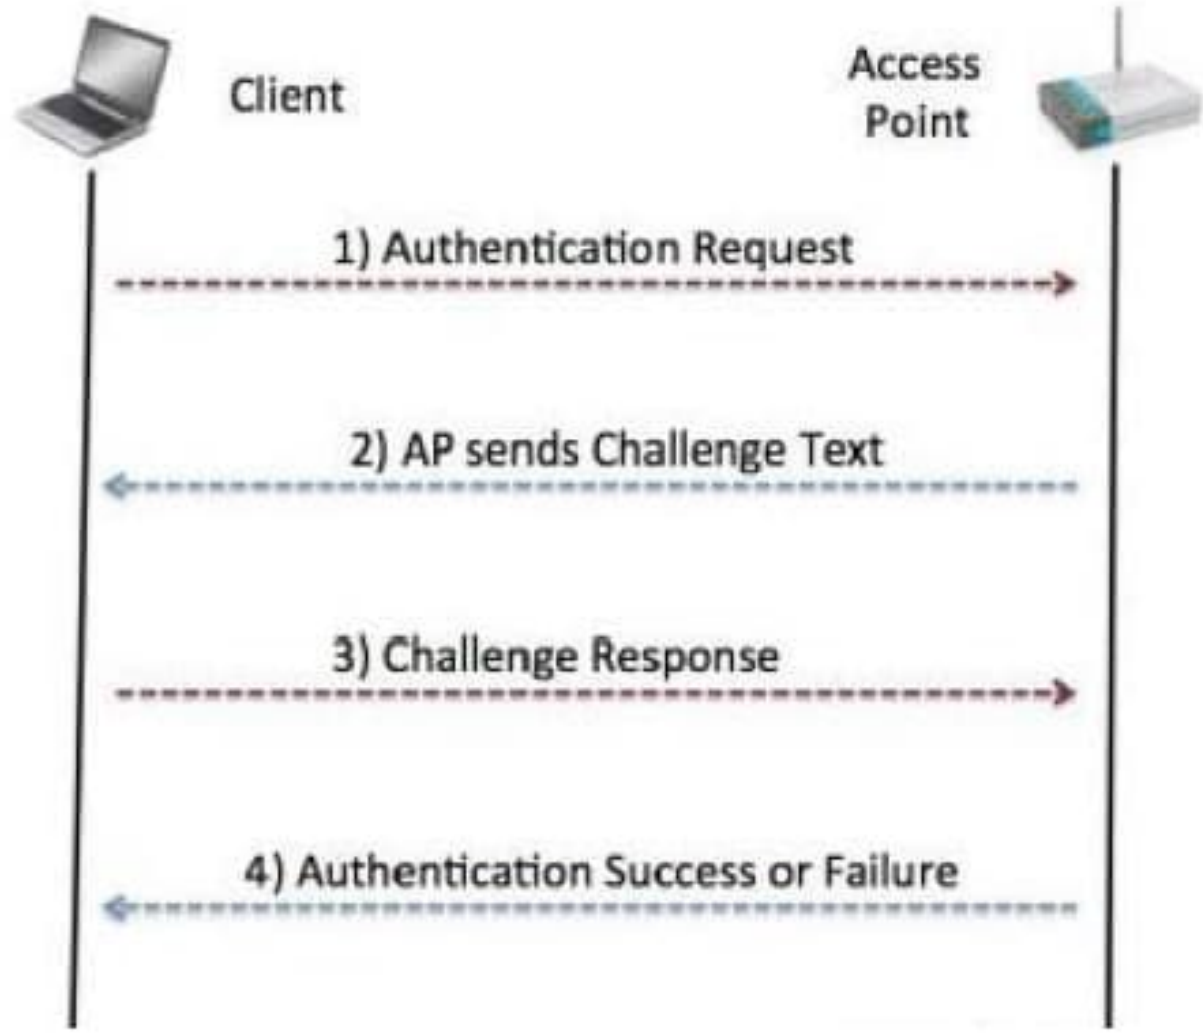 Client
Access
Point
1) Authentication Request
2) AP sends Challenge Text
3) Challenge Response
4) Authentication Success or Failure